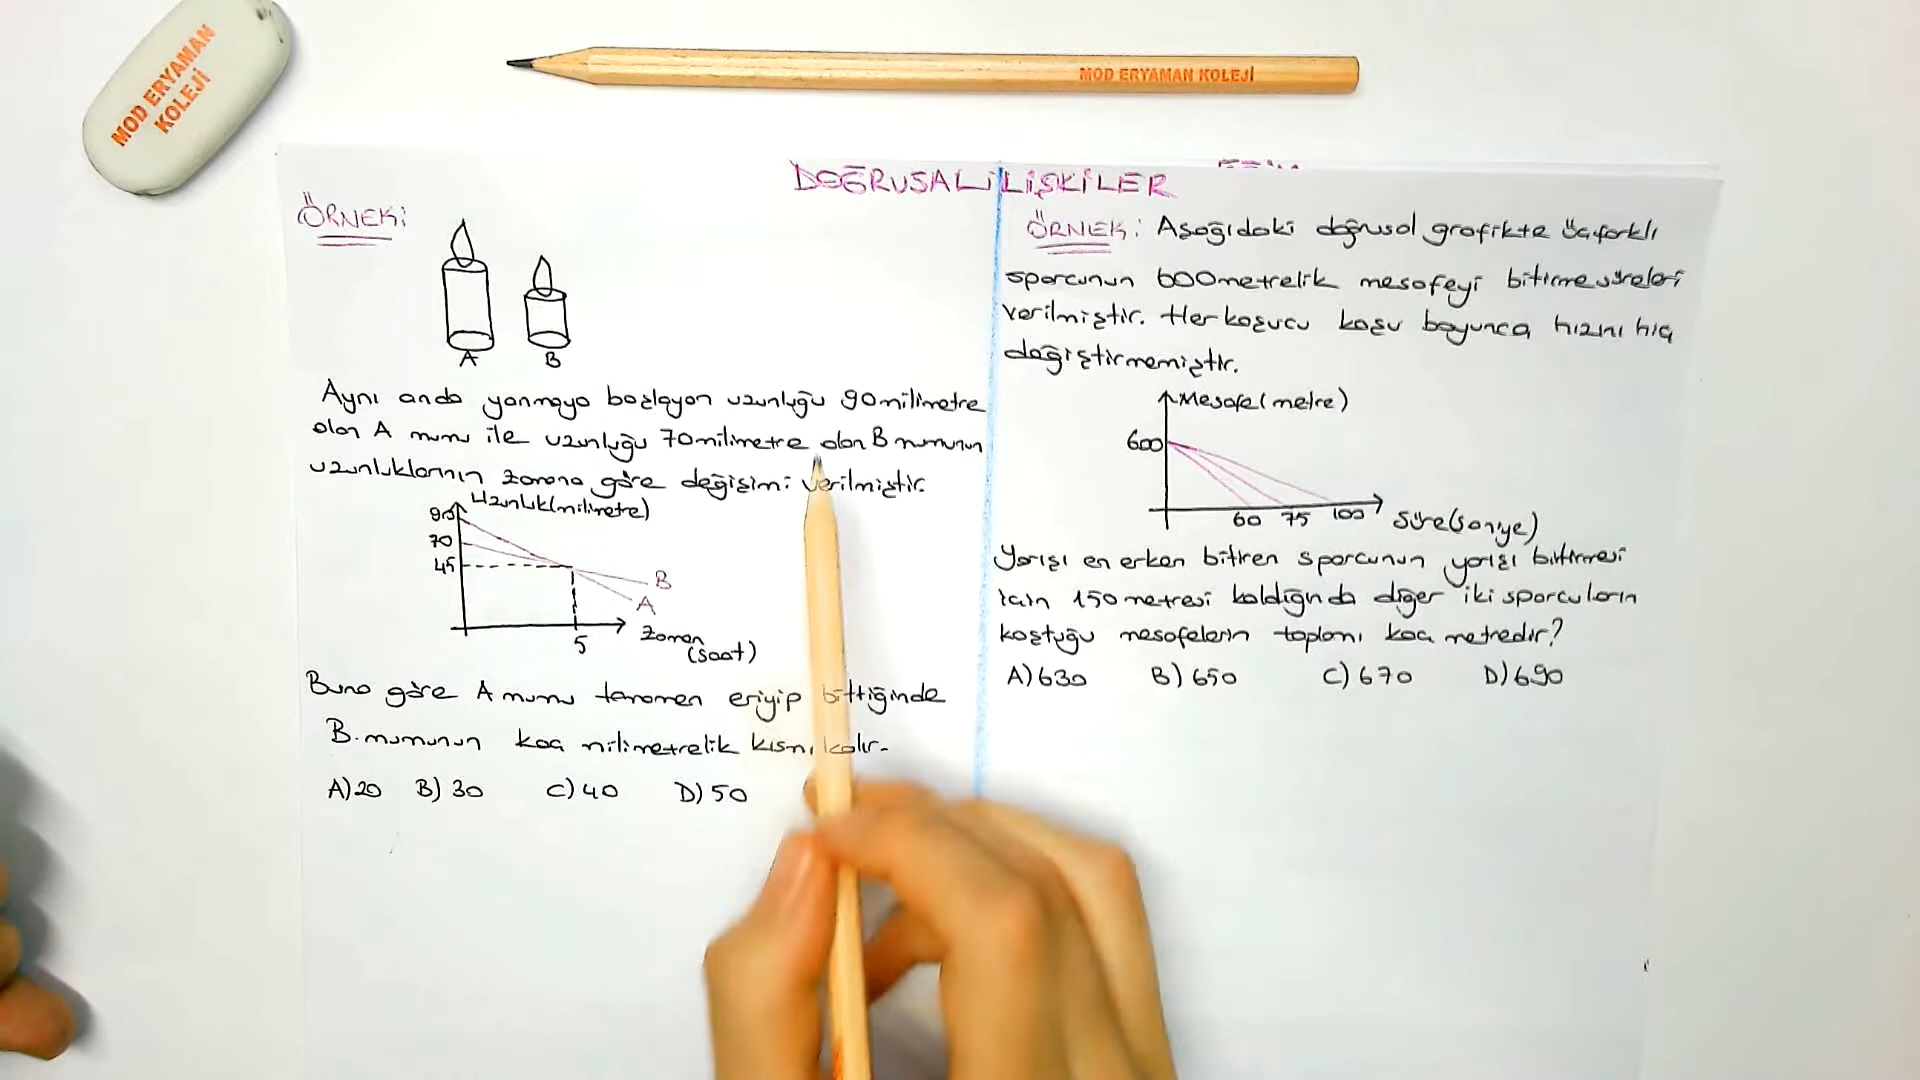 MOD ERYAMAN
KOLEJİ
MOD ERYAMAN KOLEJİ
DOĞRUSAL İLİŞKİLER
ÖRNEK:
A B
Aynı anda yanmaya başlayan uzunluğu 90 milimetre
olan A mumu ile uzunluğu 70 milimetre olan B mumunun
uzunluklarının zamana göre değişimi verilmiştir.
Uzunluk(milimetre)
90
70
45
B
A
5
Zaman
(saat)
Buna göre A mumu tamamen eriyip bittiğinde
B mumunun kaç milimetrelik kısmı kalır.
A) 20 B) 30 C) 40 D) 50
ÖRNEK: Aşağıdaki doğrusal grafikte üç farklı
sporcunun 600 metrelik mesafeyi bitirme süreleri
verilmiştir. Her koşucu koşu boyunca hızını hiç
değiştirmemiştir.
Mesafe(metre)
600
60 75 100
Süre(saniye)
Yarışı en erken bitiren sporcunun yarışı bitirmesi
için 150 metresi kaldığında diğer iki sporcuların
koştuğu mesafelerin toplamı kaç metredir?
A) 630 B) 650 C) 670 D) 690